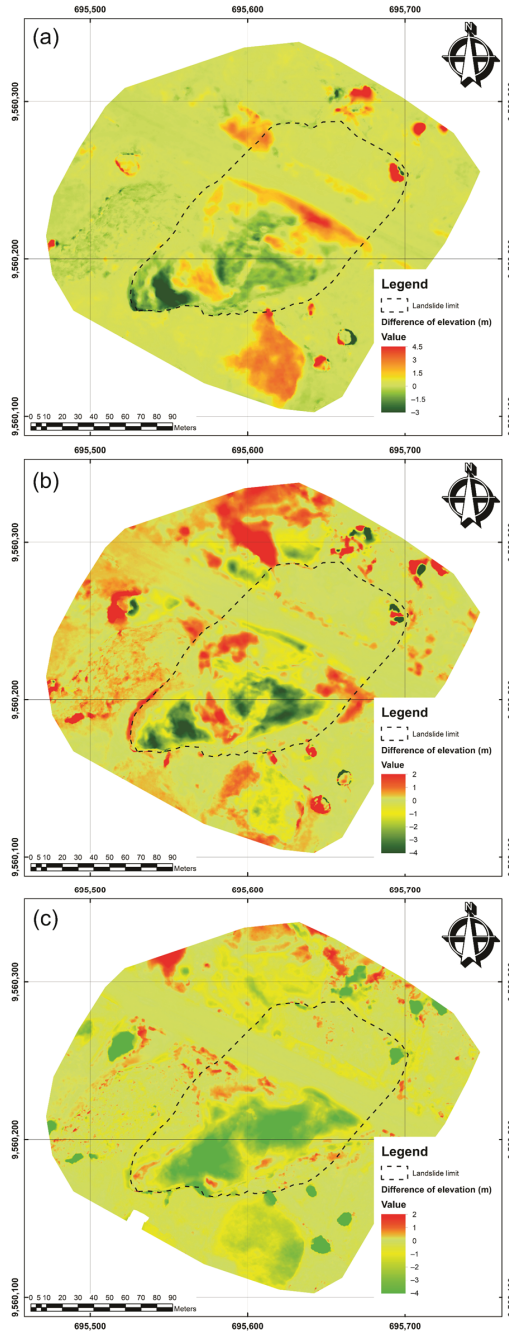 (a)
695,500 695,600 695,700
N
9,560,300
9,560,200
9,560,100
Legend
Landslide limit
Difference of elevation (m)
Value
4.5
3
1.5
0
−1.5
−3
0 5 10 20 30 40 50 60 70 80 90
Meters
695,500 695,600 695,700
(b)
N
9,560,300
9,560,200
9,560,100
Legend
Landslide limit
Difference of elevation (m)
Value
2
1
0
−1
−2
−3
−4
0 5 10 20 30 40 50 60 70 80 90
Meters
695,500 695,600 695,700
(c)
N
9,560,300
9,560,200
9,560,100
Legend
Landslide limit
Difference of elevation (m)
Value
2
1
0
−1
−2
−3
−4
0 5 10 20 30 40 50 60 70 80 90
Meters
695,500 695,600 695,700